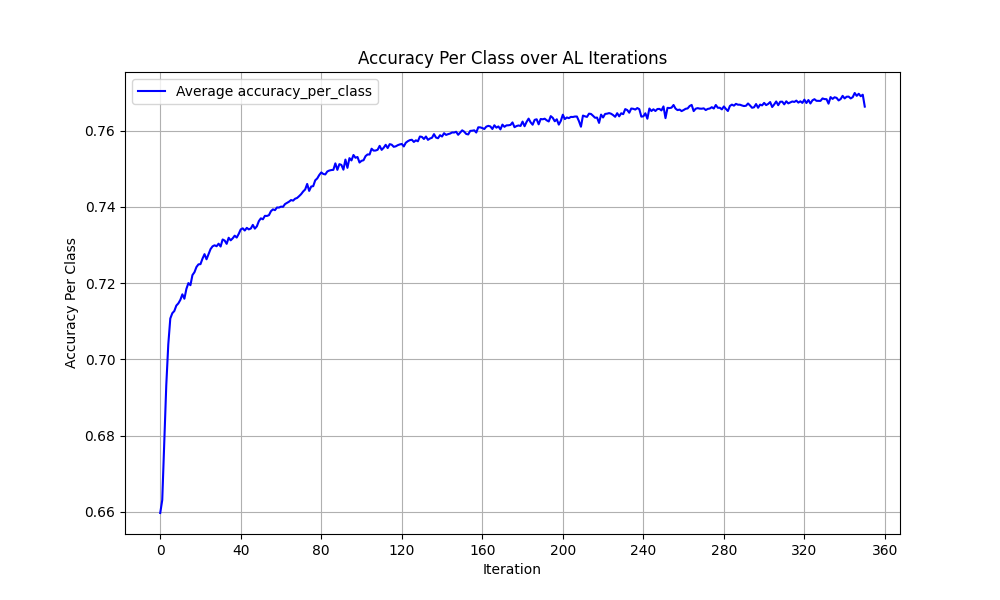 Accuracy Per Class over AL Iterations
Average accuracy_per_class
Accuracy Per Class
0.76
0.74
0.72
0.70
0.68
0.66
0 40 80 120 160 200 240 280 320 360
Iteration